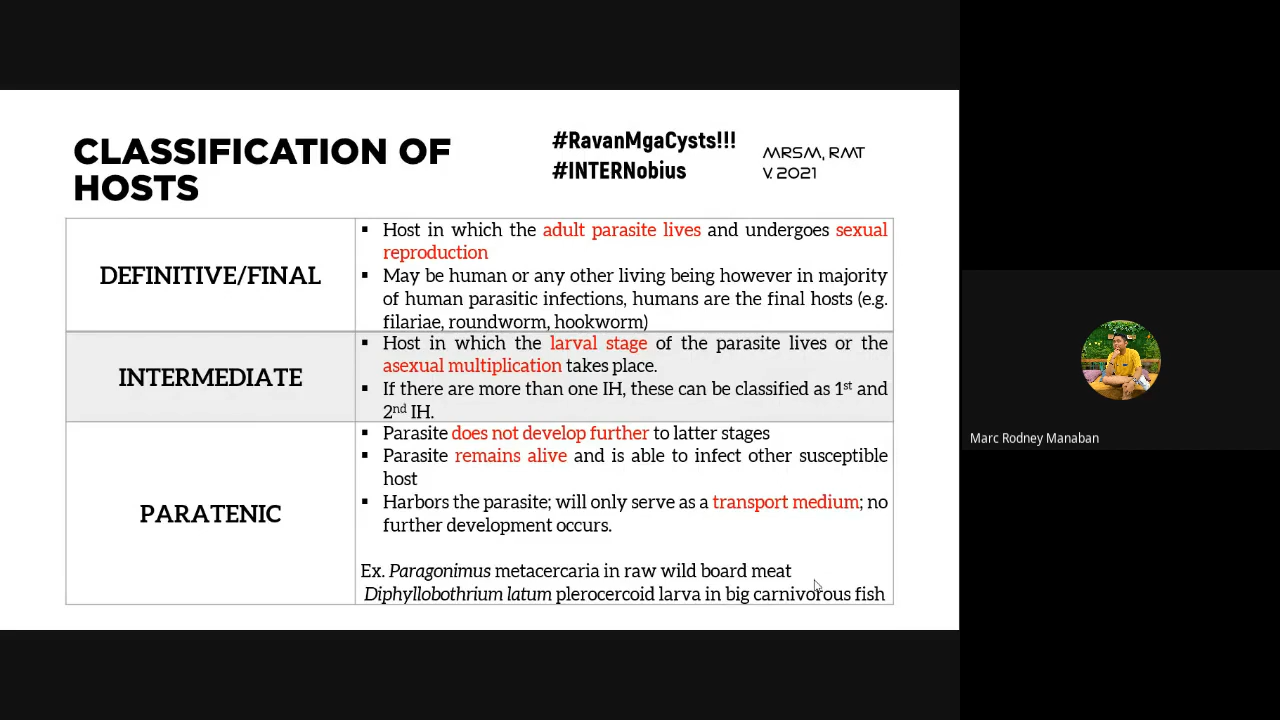 CLASSIFICATION OF
HOSTS
#RavanMgaCysts!!!
#INTERNobius
MRSM, RMT
V. 2021
DEFINITIVE/FINAL
▪ Host in which the adult parasite lives and undergoes sexual
reproduction
▪ May be human or any other living being however in majority
of human parasitic infections, humans are the final hosts (e.g.
filariae, roundworm, hookworm)
INTERMEDIATE
▪ Host in which the larval stage of the parasite lives or the
asexual multiplication takes place.
▪ If there are more than one IH, these can be classified as 1st and
2nd IH.
PARATENIC
▪ Parasite does not develop further to latter stages
▪ Parasite remains alive and is able to infect other susceptible
host
▪ Harbors the parasite; will only serve as a transport medium; no
further development occurs.
Ex. Paragonimus metacercaria in raw wild board meat
Diphyllobothrium latum plerocercoid larva in big carnivorous fish
Marc Rodney Manaban